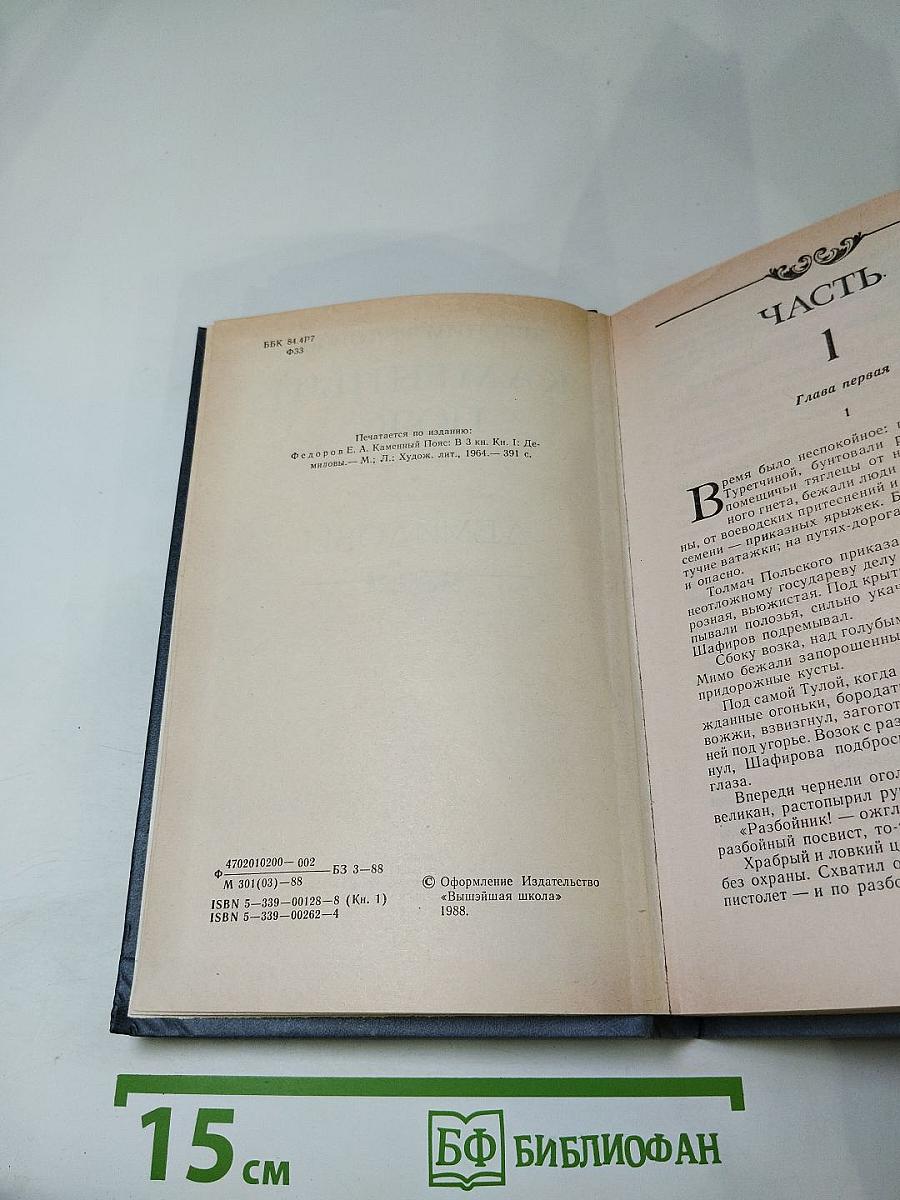 ББК 84.4Р7
Ф33
Печатается по изданию:
Федоров Е. А. Каменный Пояс: В 3 кн. Кн. I: Де-
мидовы.— М.; Л.: Худож. лит., 1964.— 391 с.
Ф 4702010200—002
М 301(03)—88
БЗ 3—88
ISBN 5—339—00128—8 (Кн. 1)
ISBN 5—339—00262—4
© Оформление Издательство
«Вышэйшая школа»
1988.
ЧАСТЬ
1
Глава первая
1
Время было неспокойное:
Туретчиной, бунтовали
помещичьи тяглецы от
ного гнета, бежали люди
ны, от воеводских притеснений и
семени — приказных ярыжек.
тучие ватажки; на путях-дорога
и опасно.
Толмач Польского приказа
неотложному государеву делу
розная, вьюжистая. Под крыт
пывали полозья, сильно укач
Шафиров подремывал.
Сбоку возка, над голубым
Мимо бежали запорошенны
придорожные кусты.
Под самой Тулой, когда
жданные огоньки, бородат
вожжи, взвизгнул, загогот
ней под угорье. Возок с раз
нул, Шафирова подброс
глаза.
Впереди чернели огол
великан, растопырил ру
«Разбойник! — ожгл
разбойный посвист, то-
Храбрый и ловкий ц
без охраны. Схватил о
пистолет — и по разбо
15 см
БФ БИБЛИОФАН